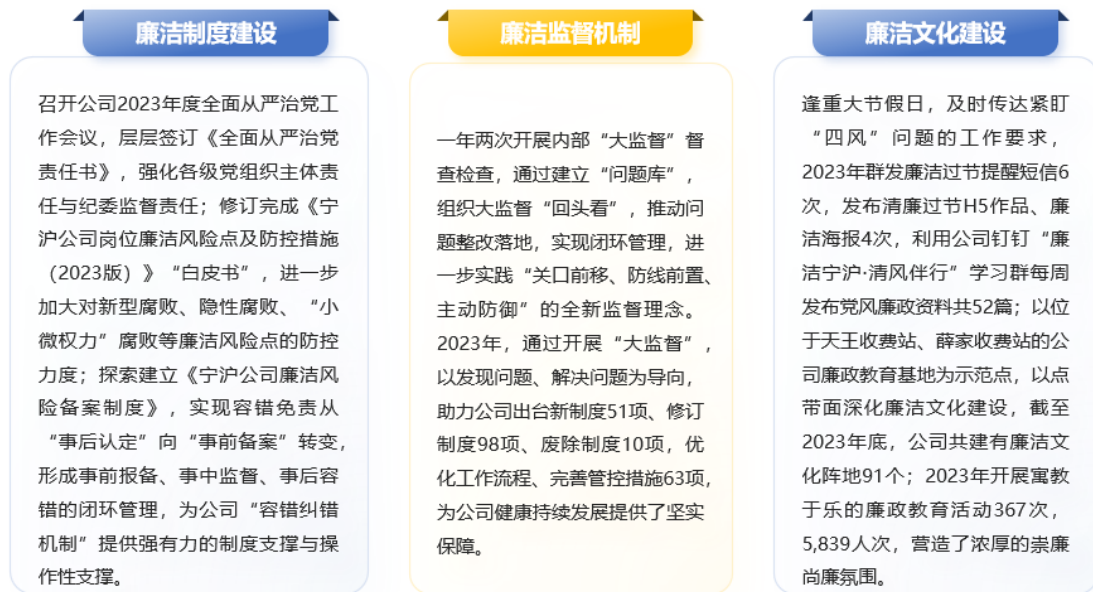 廉洁制度建设
召开公司2023年度全面从严治党工
作会议，层层签订《全面从严治党
责任书》，强化各级党组织主体责
任与纪委监督责任；修订完成《宁
沪公司岗位廉洁风险点及防控措施
（2023版）》“白皮书”，进一步
加大对新型腐败、隐性腐败、“小
微权力”腐败等廉洁风险点的防控
力度；探索建立《宁沪公司廉洁风
险备案制度》，实现容错免责从
“事后认定”向“事前备案”转变，
形成事前报备、事中监督、事后容
错的闭环管理，为公司“容错纠错
机制”提供强有力的制度支撑与操
作性支撑。
廉洁监督机制
一年两次开展内部“大监督”督
查检查，通过建立“问题库”，
组织大监督“回头看”，推动问
题整改落地，实现闭环管理，进
一步实践“关口前移、防线前置、
主动防御”的全新监督理念。
2023年，通过开展“大监督”，
以发现问题、解决问题为导向，
助力公司出台新制度51项、修订
制度98项、废除制度10项，优
化工作流程、完善管控措施63项，
为公司健康持续发展提供了坚实
保障。
廉洁文化建设
逢重大节假日，及时传达紧盯
“四风”问题的工作要求，
2023年群发廉洁过节提醒短信6
次，发布清廉过节H5作品、廉
洁海报4次，利用公司钉钉“廉
洁宁沪·清风伴行”学习群每周
发布党风廉政资料共52篇；以位
于天王收费站、薛家收费站的公
司廉政教育基地为示范点，以点
带面深化廉洁文化建设，截至
2023年底，公司共建有廉洁文
化阵地91个；2023年开展寓教
于乐的廉政教育活动367次，
5,839人次，营造了浓厚的崇廉
尚廉氛围。